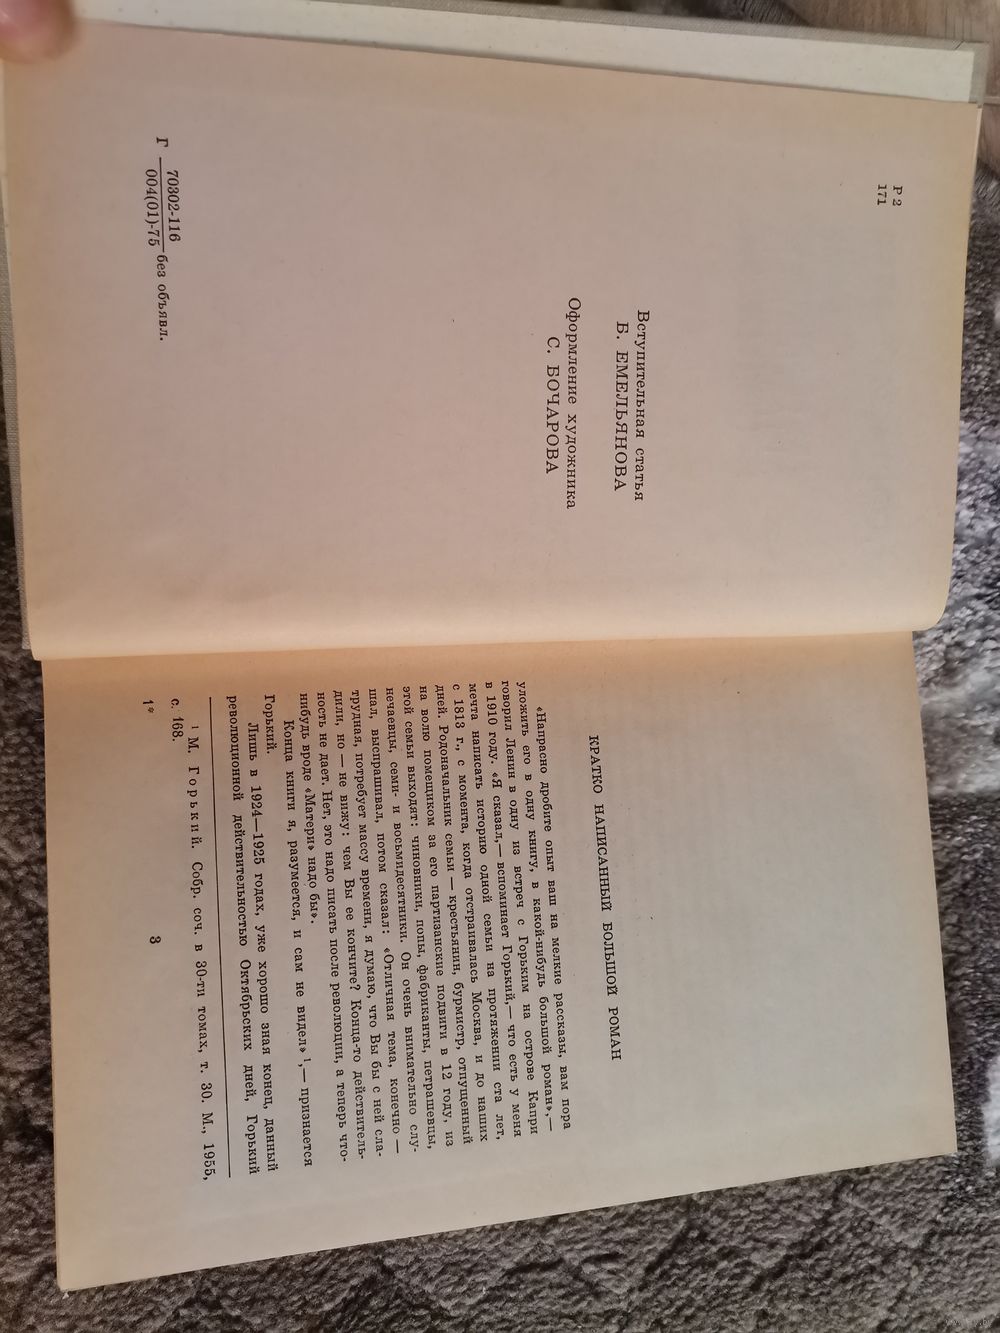 Р 2
171
Вступительная статья
Б. ЕМЕЛЬЯНОВА
Оформление художника
С. БОЧАРОВА
Г 70302-116
004(01)-75 без объявл.
КРАТКО НАПИСАННЫЙ БОЛЬШОЙ РОМАН
«Напрасно дробите опыт ваш на мелкие рассказы, вам пора
уложить его в одну книгу, в какой-нибудь большой роман»,—
говорил Ленин в одну из встреч с Горьким на острове Капри
в 1910 году. «Я сказал,— вспоминает Горький,— что есть у меня
мечта написать историю одной семьи на протяжении ста лет,
с 1813 г., с момента, когда отстраивалась Москва, и до наших
дней. Родоначальник семьи — крестьянин, бурмистр, отпущенный
на волю помещиком за его партизанские подвиги в 12 году, из
этой семьи выходят: чиновники, попы, фабриканты, петрашевцы,
нечаевцы, семи- и восьмидесятники. Он очень внимательно слу-
шал, выспрашивал, потом сказал: «Отличная тема, конечно —
трудная, потребует массу времени, я думаю, что Вы бы с ней сла-
дили, но — не вижу: чем Вы ее кончите? Конца-то действитель-
ность не дает. Нет, это надо писать после революции, а теперь что-
нибудь вроде «Матери» надо бы».
Конца книги я, разумеется, и сам не видел» ¹,— признается
Горький.
Лишь в 1924—1925 годах, уже хорошо зная конец, данный
революционной действительностью Октябрьских дней, Горький
¹ М. Горький. Собр. соч. в 30-ти томах, т. 30. М., 1955,
с. 168.
1*
3